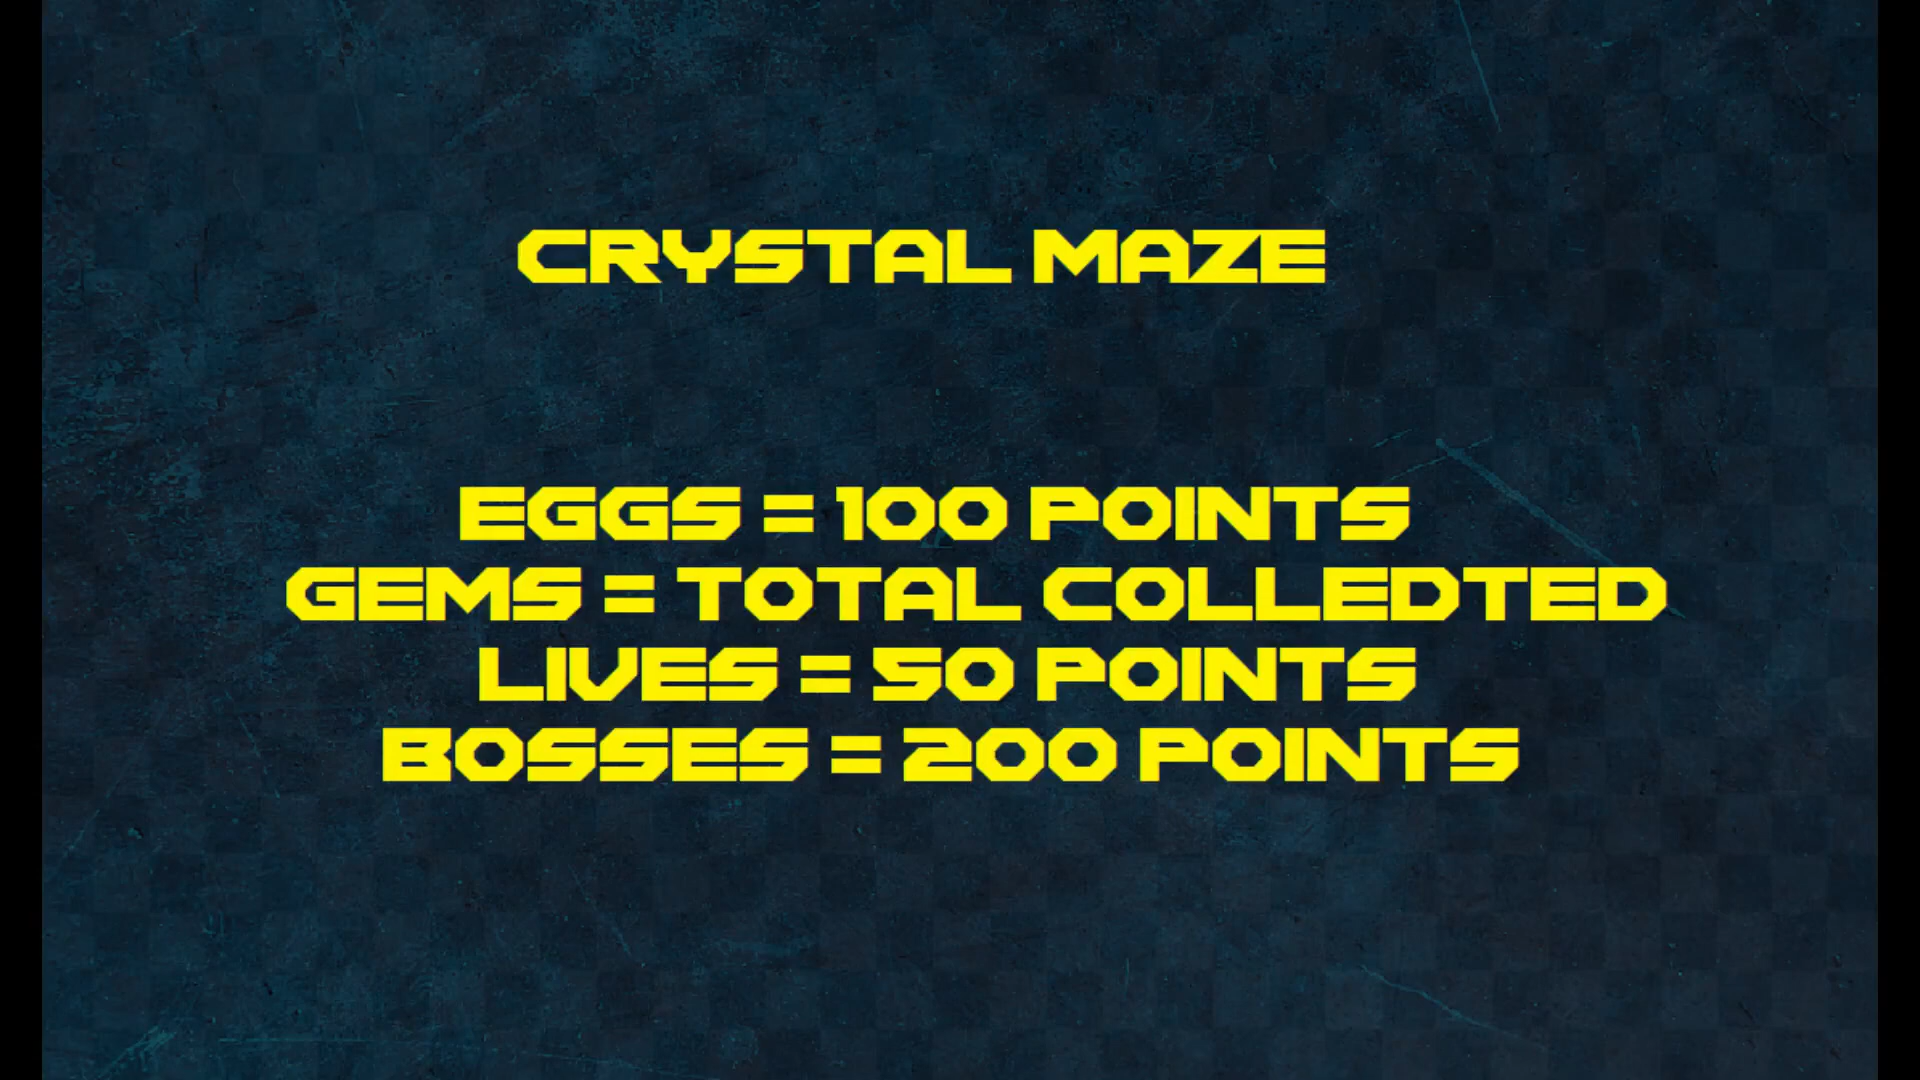 CRYSTAL MAZE
EGGS = 100 POINTS
GEMS = TOTAL COLLEDTED
LIVES = 50 POINTS
BOSSES = 200 POINTS